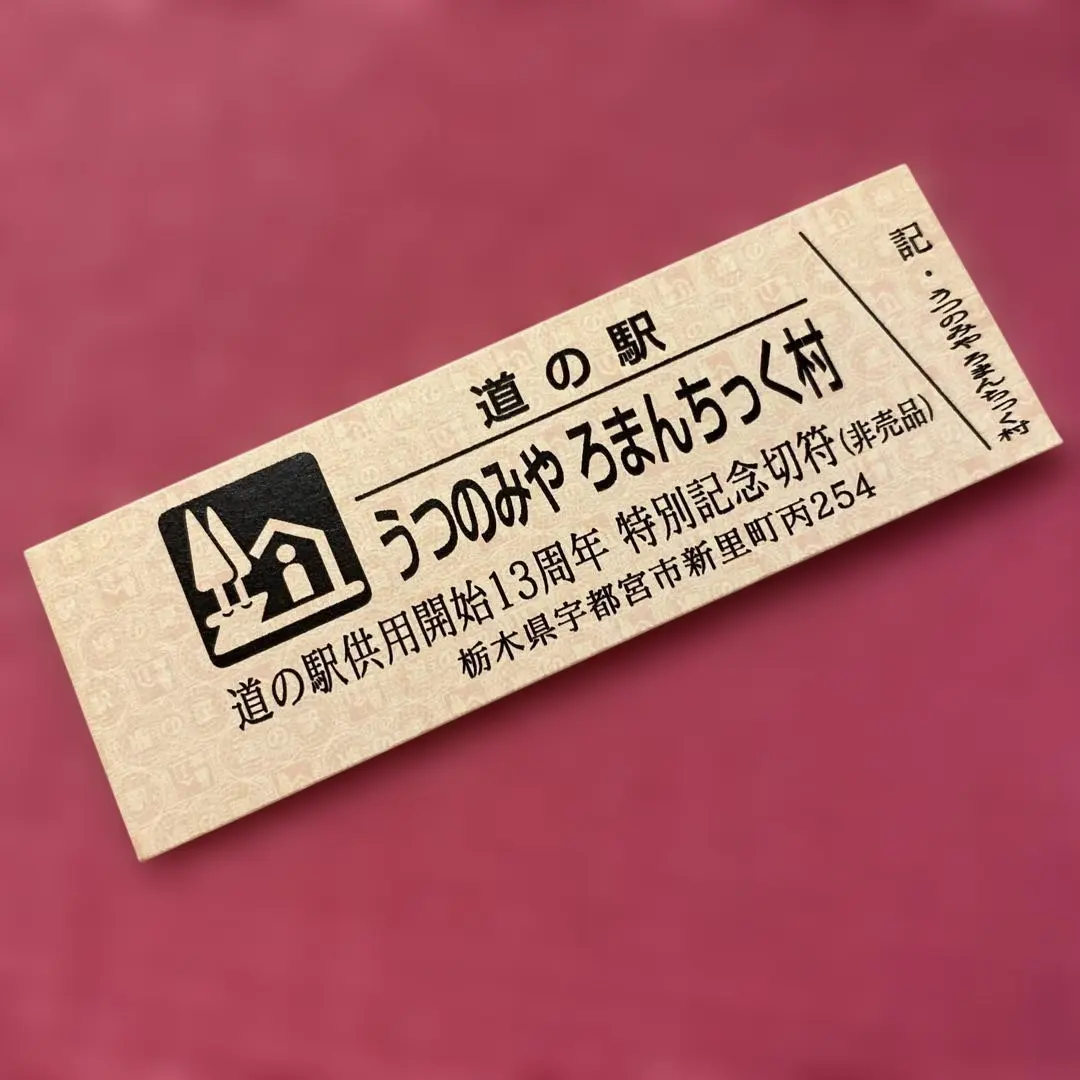 道の駅
うつのみや ろまんちっく村
道の駅供用開始13周年 特別記念切符(非売品)
栃木県宇都宮市新里町丙254
記・うつのみや ろまんちっく村